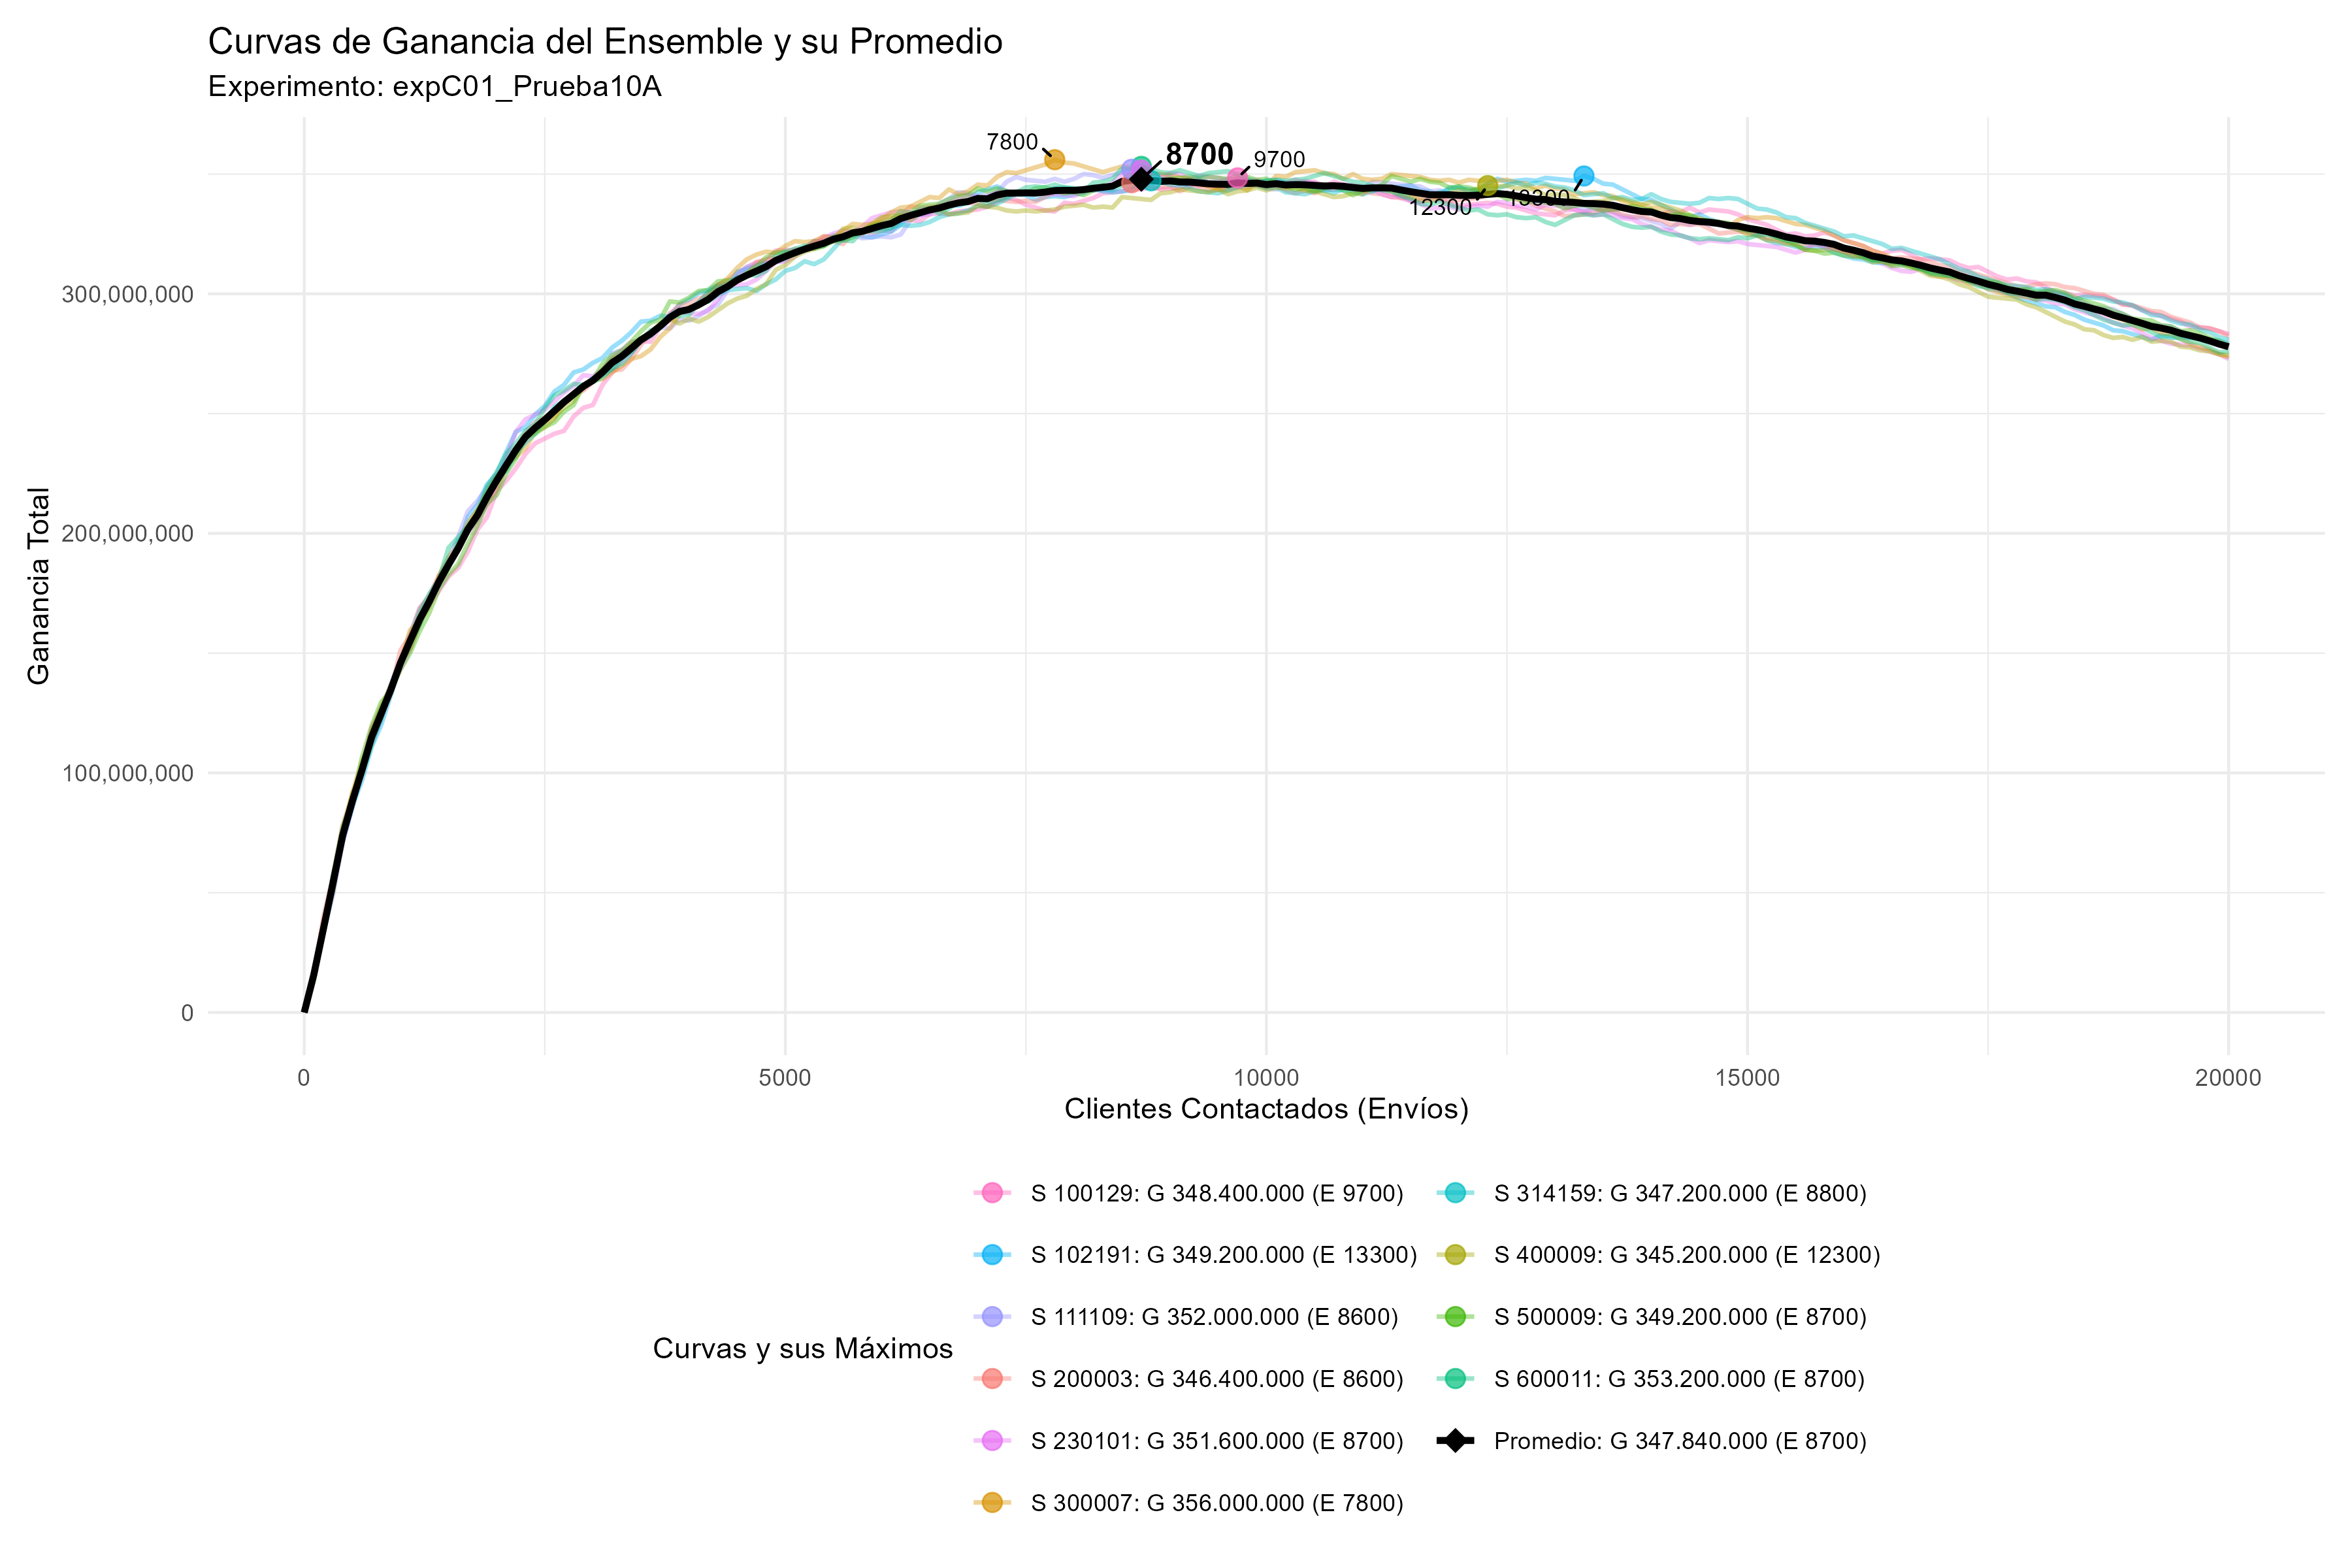 Curvas de Ganancia del Ensemble y su Promedio
Experimento: expC01_Prueba10A
Ganancia Total
300,000,000
200,000,000
100,000,000
0
7800
8700
9700
12300
13300
0
5000
10000
15000
20000
Clientes Contactados (Envíos)
Curvas y sus Máximos
S 100129: G 348.400.000 (E 9700)
S 102191: G 349.200.000 (E 13300)
S 111109: G 352.000.000 (E 8600)
S 200003: G 346.400.000 (E 8600)
S 230101: G 351.600.000 (E 8700)
S 300007: G 356.000.000 (E 7800)
S 314159: G 347.200.000 (E 8800)
S 400009: G 345.200.000 (E 12300)
S 500009: G 349.200.000 (E 8700)
S 600011: G 353.200.000 (E 8700)
Promedio: G 347.840.000 (E 8700)